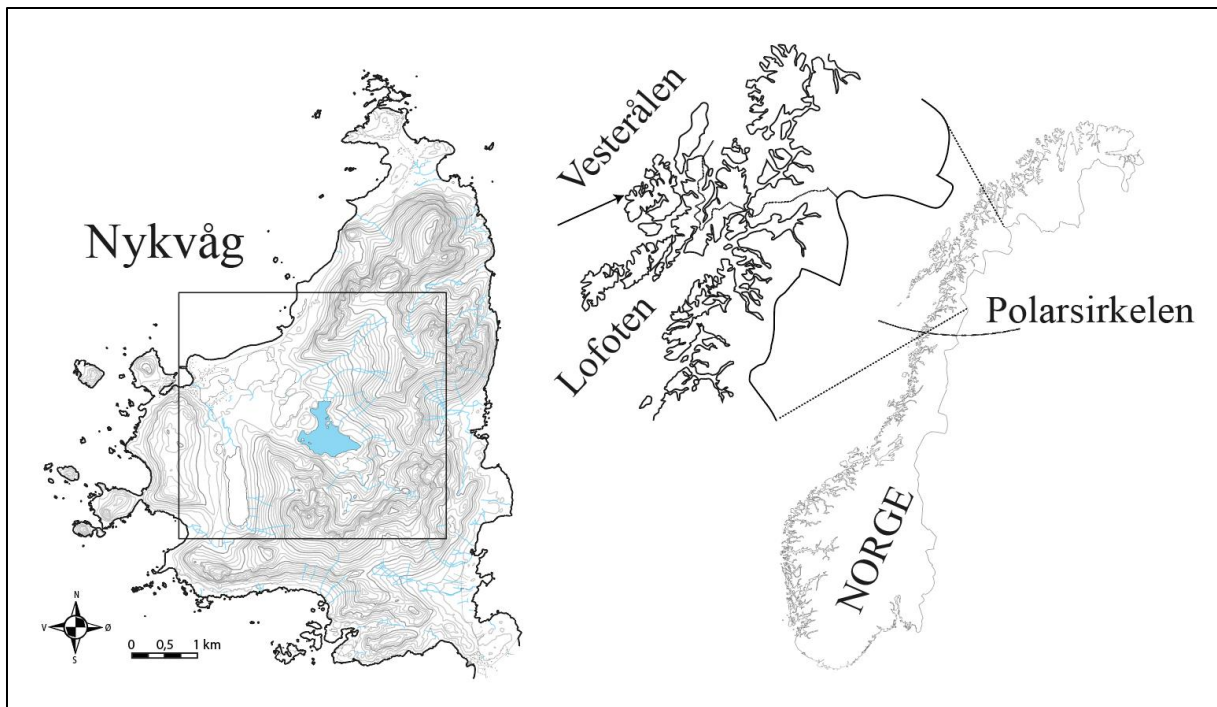 Nykvåg
N
V
Ø
S
0 0,5 1 km
Vesterålen
Lofoten
Polarsirkelen
NORGE